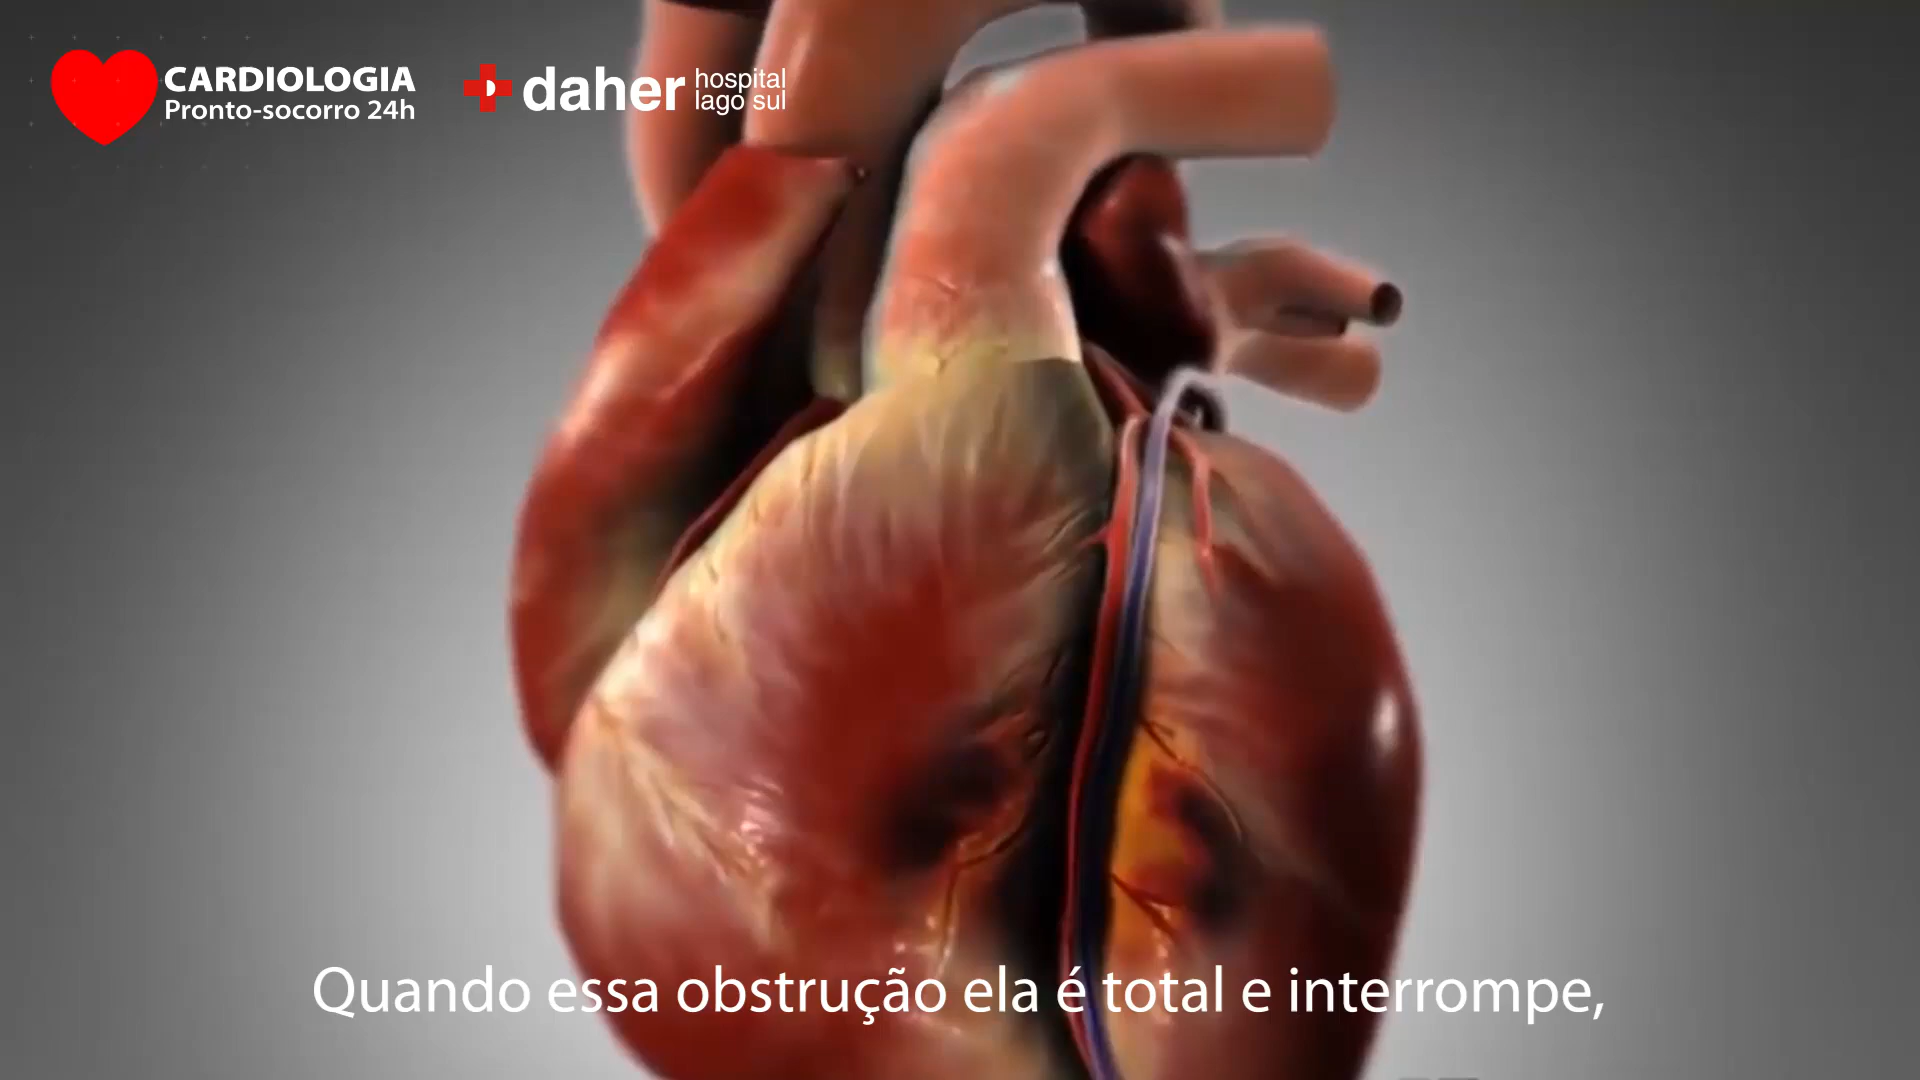 CARDIOLOGIA
Pronto-socorro 24h
daher
hospital
lago sul
Quando essa obstrução ela é total e interrompe,